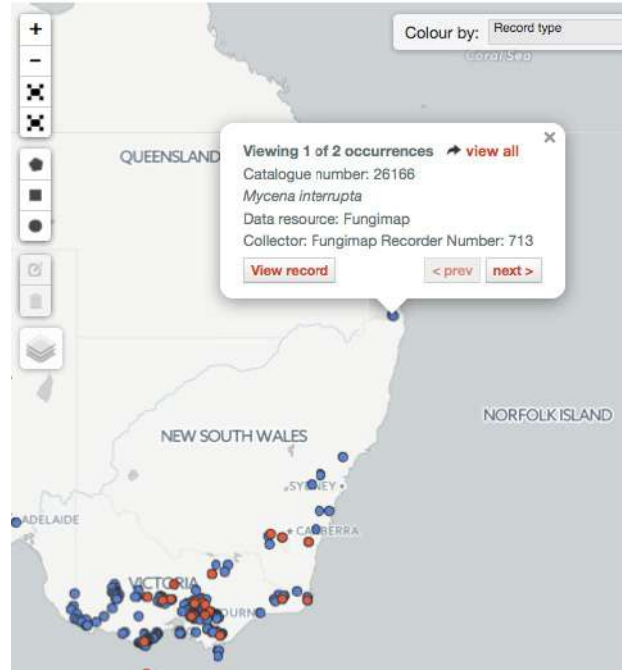 +
−
Colour by: Record type
Coral Sea
QUEENSLAND
Viewing 1 of 2 occurrences view all ×
Catalogue number: 26166
Mycena interrupta
Data resource: Fungimap
Collector: Fungimap Recorder Number: 713
View record < prev next >
NORFOLK ISLAND
NEW SOUTH WALES
SYDNEY
ADELAIDE
CANBERRA
VICTORIA
OURN